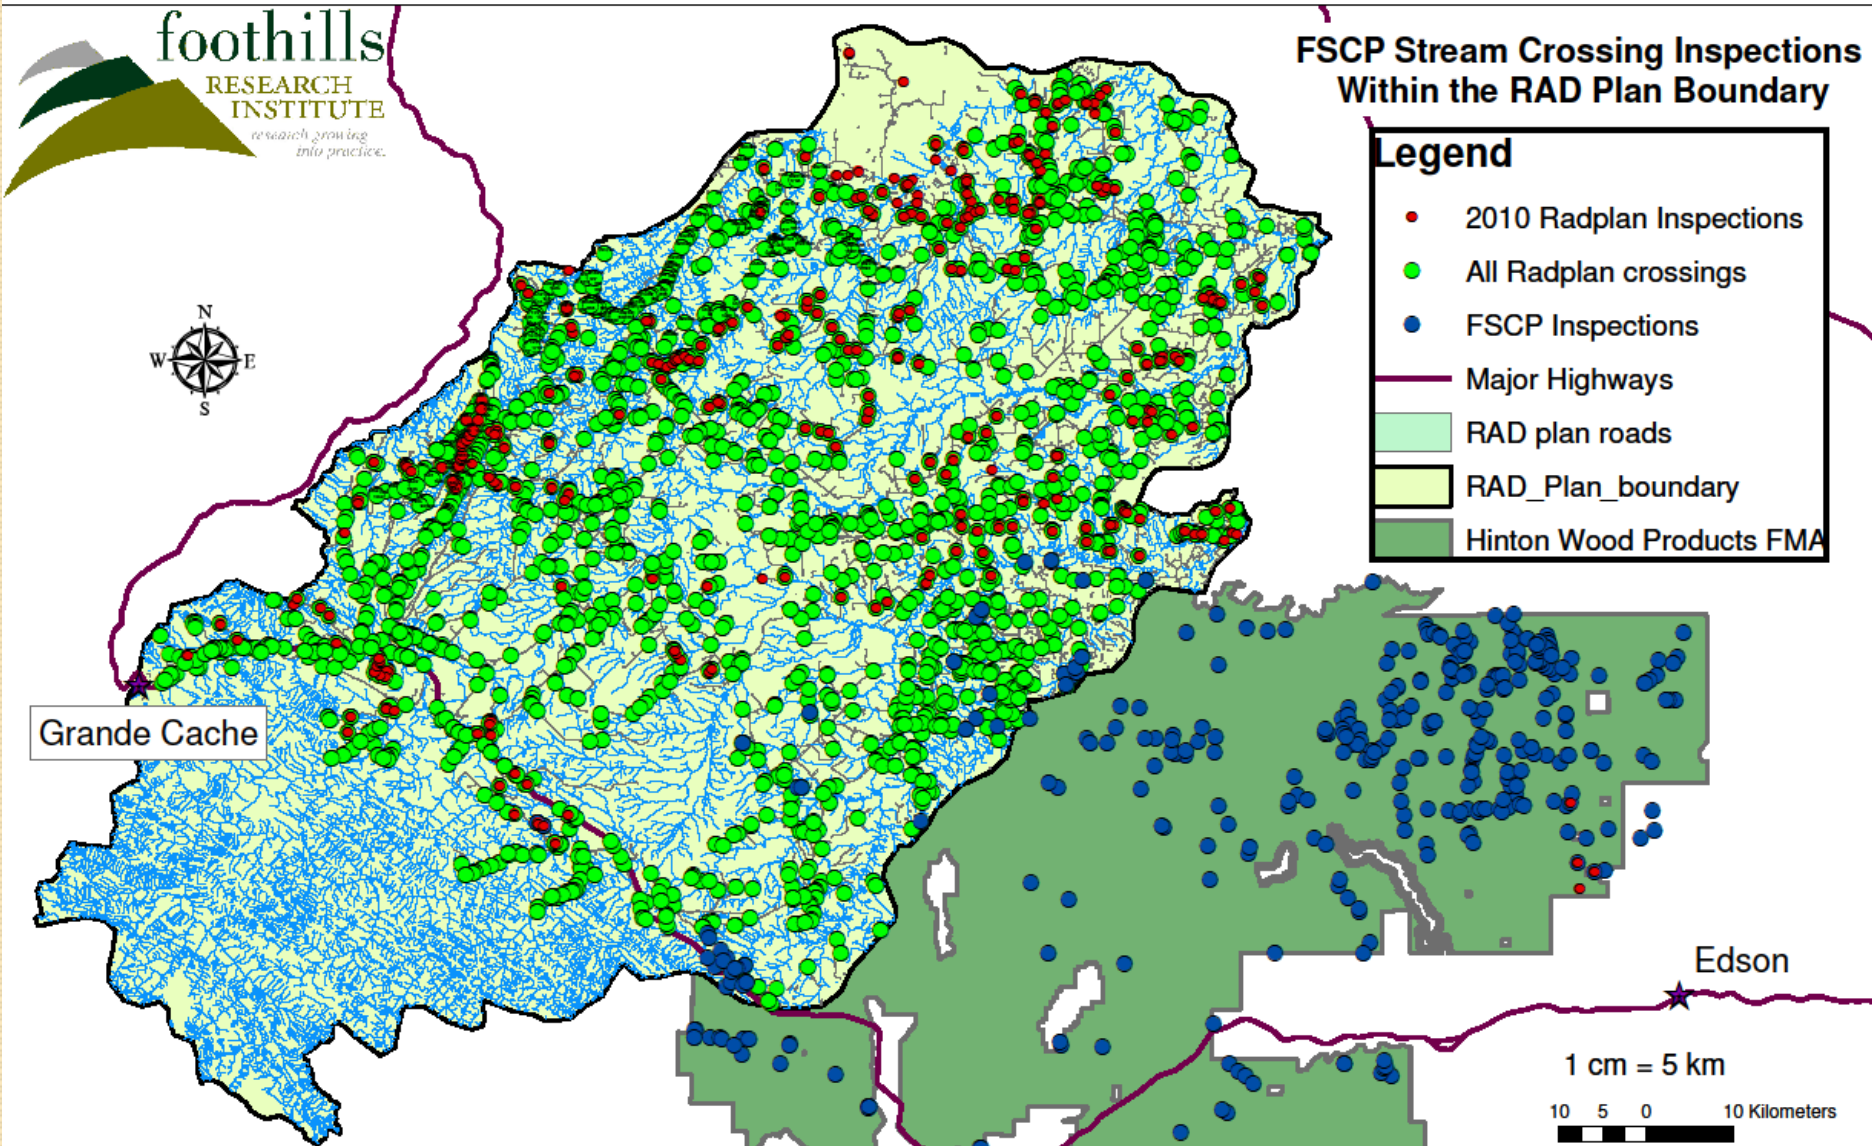 foothills
RESEARCH
INSTITUTE
research growing
into practice.
FSCP Stream Crossing Inspections
Within the RAD Plan Boundary
Legend
2010 Radplan Inspections
All Radplan crossings
FSCP Inspections
Major Highways
RAD plan roads
RAD_Plan_boundary
Hinton Wood Products FMA
N
W E
S
Grande Cache
Edson
1 cm = 5 km
10 5 0 10 Kilometers